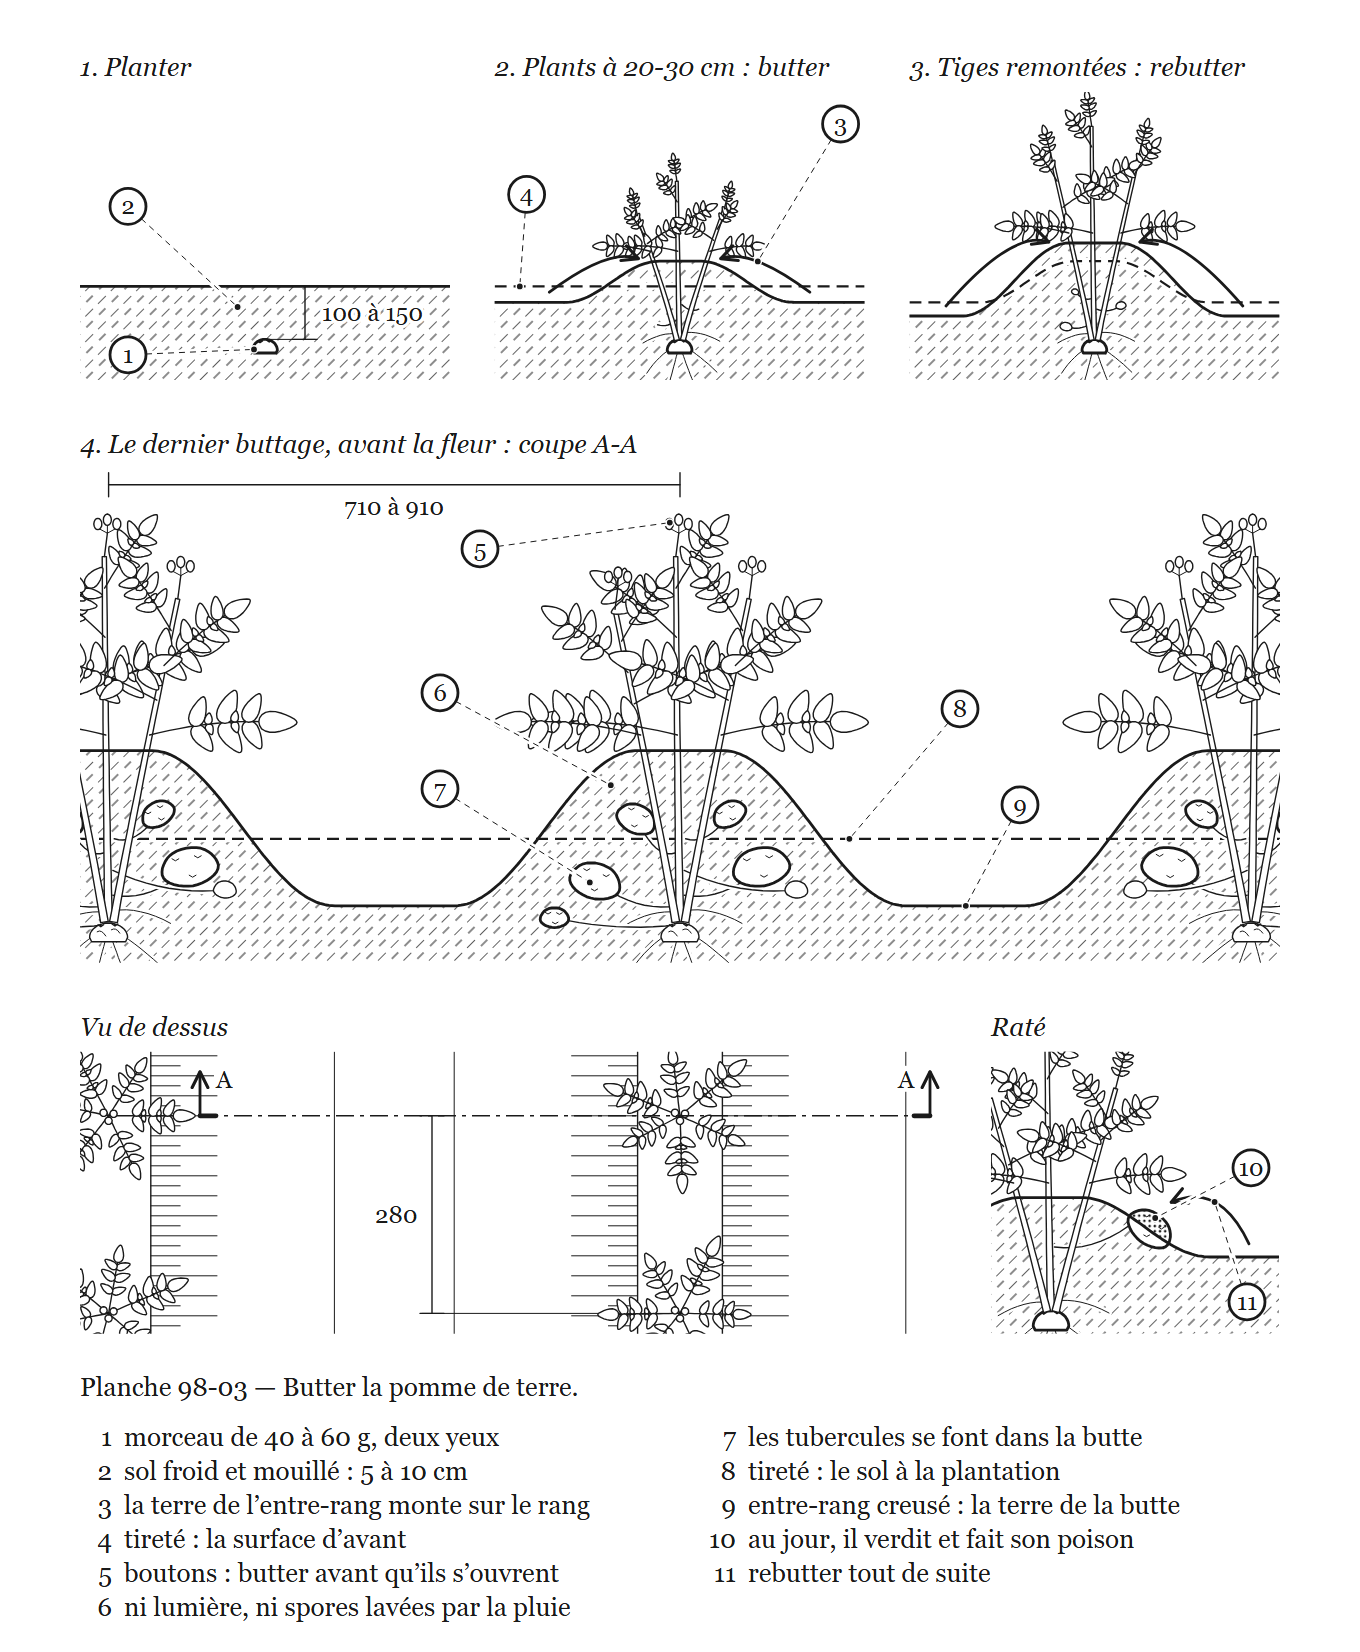 1. Planter
2. Plants à 20-30 cm : butter
3. Tiges remontées : rebutter
3
4
2
100 à 150
1
4. Le dernier buttage, avant la fleur : coupe A-A
710 à 910
5
6
8
7
9
Vu de dessus
Raté
A
A
10
280
11
Planche 98-03 — Butter la pomme de terre.
1 morceau de 40 à 60 g, deux yeux
2 sol froid et mouillé : 5 à 10 cm
3 la terre de l’entre-rang monte sur le rang
4 tireté : la surface d’avant
5 boutons : butter avant qu’ils s’ouvrent
6 ni lumière, ni spores lavées par la pluie
7 les tubercules se font dans la butte
8 tireté : le sol à la plantation
9 entre-rang creusé : la terre de la butte
10 au jour, il verdit et fait son poison
11 rebutter tout de suite